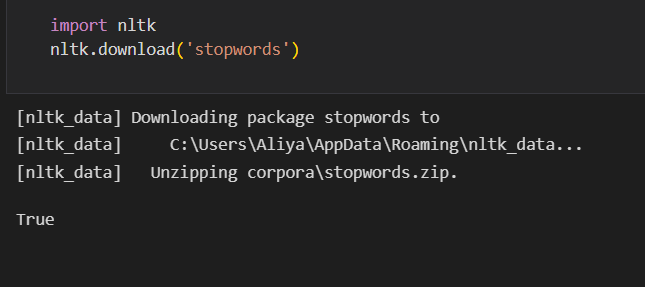 import nltk
nltk.download('stopwords')
[nltk_data] Downloading package stopwords to
[nltk_data]     C:\Users\Aliya\AppData\Roaming\nltk_data...
[nltk_data]   Unzipping corpora\stopwords.zip.
True